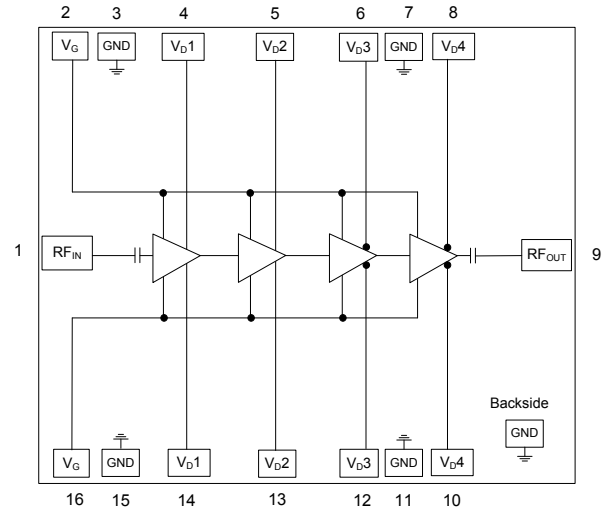 2 3 4 5 6 7 8
V_G GND V_D1 V_D2 V_D3 GND V_D4
1 RF_IN RF_OUT 9
Backside
GND
V_G GND V_D1 V_D2 V_D3 GND V_D4
16 15 14 13 12 11 10